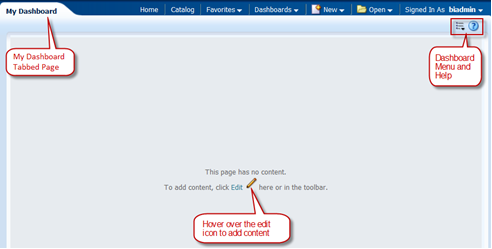 My Dashboard
Home Catalog Favorites Dashboards New Open Signed In As biadmin
My Dashboard
Tabbed Page
Dashboard
Menu and
Help
This page has no content.
To add content, click Edit here or in the toolbar.
Hover over the edit
icon to add content